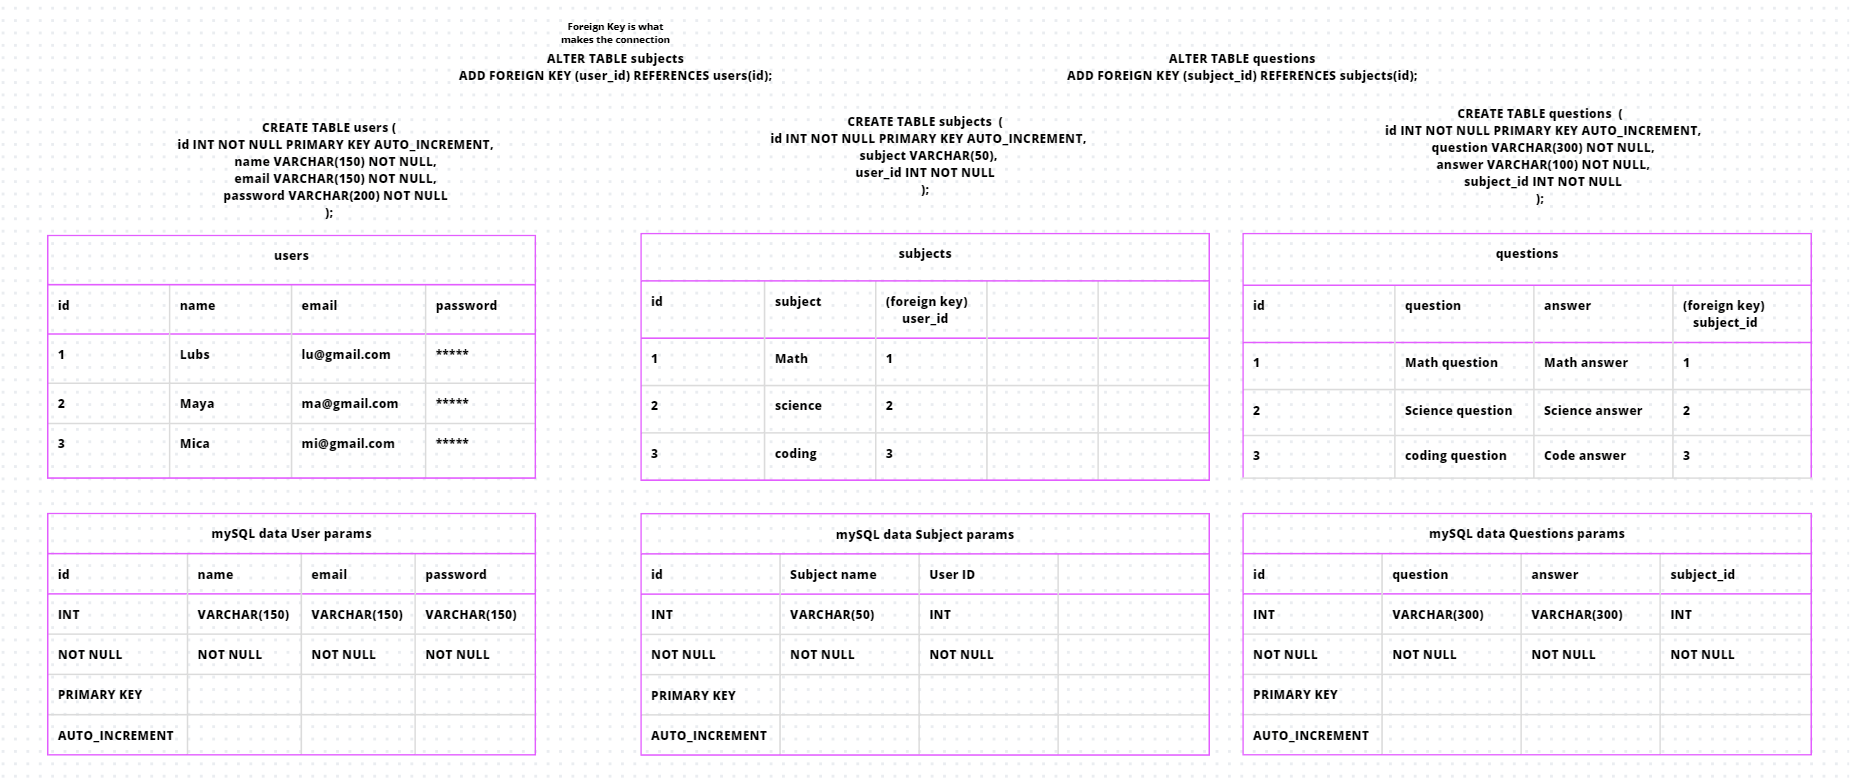 Foreign Key is what
makes the connection
ALTER TABLE subjects
ADD FOREIGN KEY (user_id) REFERENCES users(id);
ALTER TABLE questions
ADD FOREIGN KEY (subject_id) REFERENCES subjects(id);
CREATE TABLE users (
id INT NOT NULL PRIMARY KEY AUTO_INCREMENT,
name VARCHAR(150) NOT NULL,
email VARCHAR(150) NOT NULL,
password VARCHAR(200) NOT NULL
);
CREATE TABLE subjects (
id INT NOT NULL PRIMARY KEY AUTO_INCREMENT,
subject VARCHAR(50),
user_id INT NOT NULL
);
CREATE TABLE questions (
id INT NOT NULL PRIMARY KEY AUTO_INCREMENT,
question VARCHAR(300) NOT NULL,
answer VARCHAR(100) NOT NULL,
subject_id INT NOT NULL
);
users
id name email password
1 Lubs lu@gmail.com *****
2 Maya ma@gmail.com *****
3 Mica mi@gmail.com *****
subjects
id subject (foreign key)
user_id
1 Math 1
2 science 2
3 coding 3
questions
id question answer (foreign key)
subject_id
1 Math question Math answer 1
2 Science question Science answer 2
3 coding question Code answer 3
mySQL data User params
id name email password
INT VARCHAR(150) VARCHAR(150) VARCHAR(150)
NOT NULL NOT NULL NOT NULL NOT NULL
PRIMARY KEY
AUTO_INCREMENT
mySQL data Subject params
id Subject name User ID
INT VARCHAR(50) INT
NOT NULL NOT NULL NOT NULL
PRIMARY KEY
AUTO_INCREMENT
mySQL data Questions params
id question answer subject_id
INT VARCHAR(300) VARCHAR(300) INT
NOT NULL NOT NULL NOT NULL NOT NULL
PRIMARY KEY
AUTO_INCREMENT